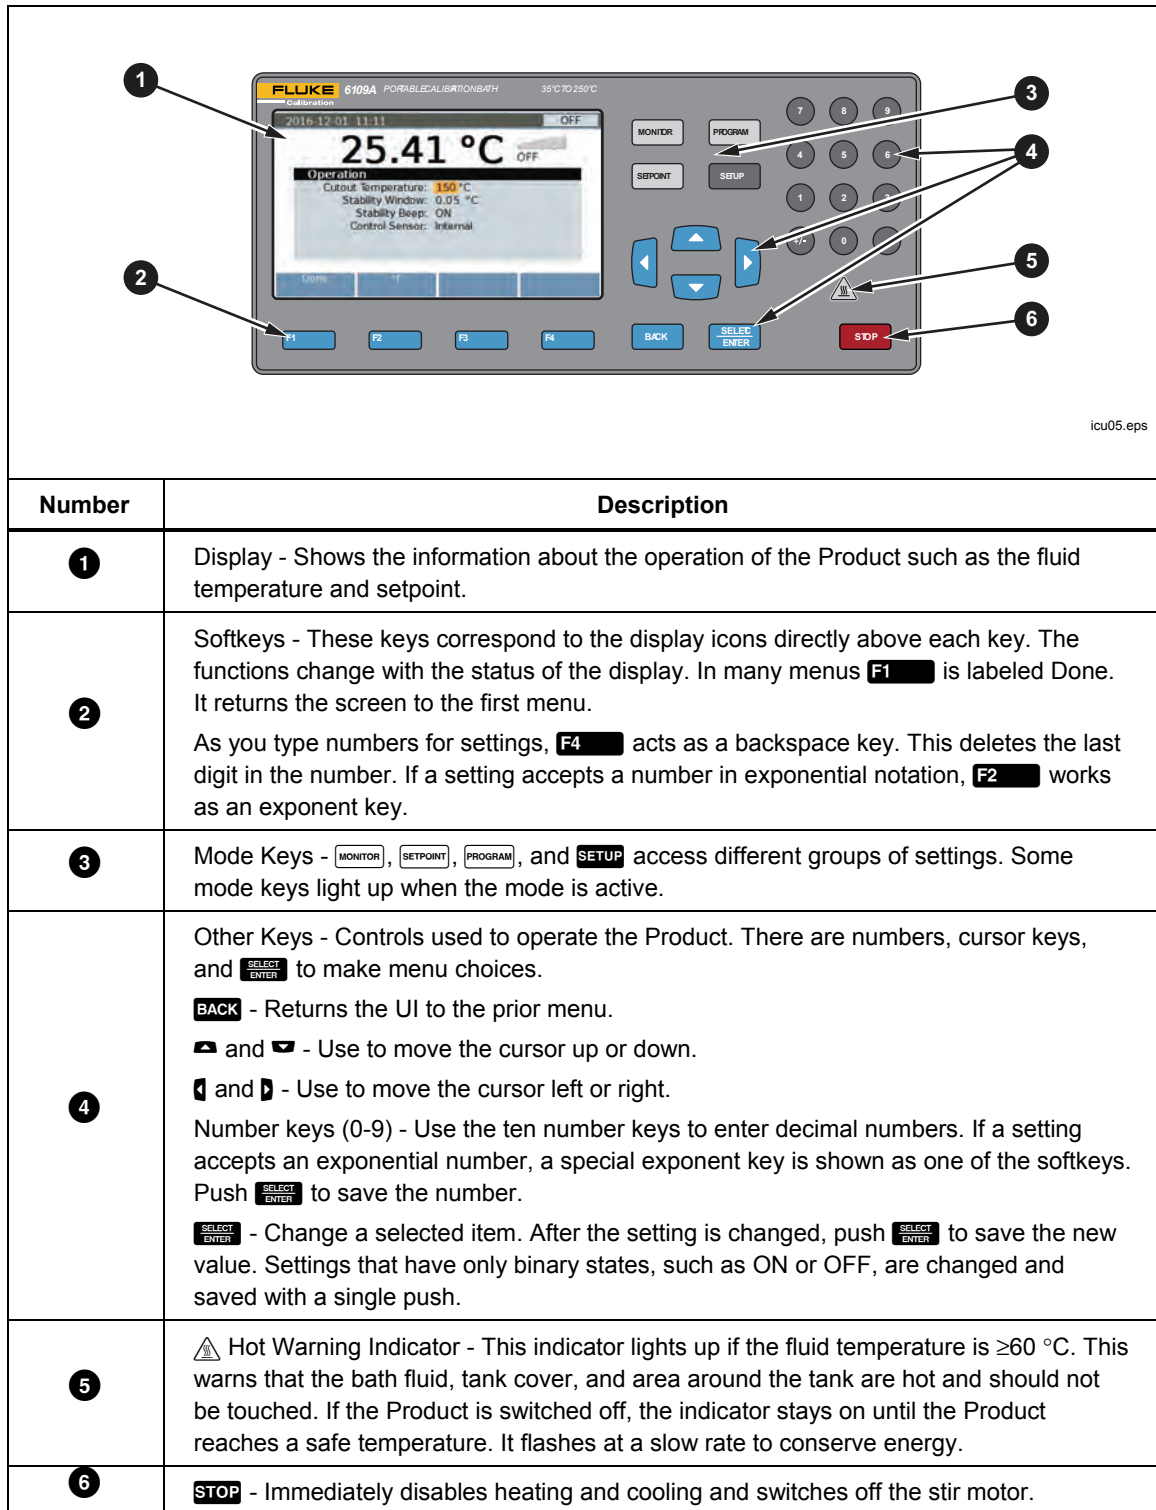 1
FLUKE 6109A PORTABLECALIBRATIONBATH 35°CTO250°C
Calibration
2016-12-01 11:11 OFF
25.41 °C OFF
Operation
Cutout Temperature: 150 °C
Stability Window: 0.05 °C
Stability Beep: ON
Control Sensor: Internal
Done °F
F1 F2 F3 F4
MONITOR PROGRAM
SETPOINT SETUP
BACK SELECT
ENTER
7 8 9
4 5 6
1 2 3
+/- 0
STOP
2
3
4
5
6
icu05.eps
Number Description
1 Display - Shows the information about the operation of the Product such as the fluid
temperature and setpoint.
2 Softkeys - These keys correspond to the display icons directly above each key. The
functions change with the status of the display. In many menus F1 is labeled Done.
It returns the screen to the first menu.
As you type numbers for settings, F4 acts as a backspace key. This deletes the last
digit in the number. If a setting accepts a number in exponential notation, F2 works
as an exponent key.
3 Mode Keys - MONITOR, SETPOINT, PROGRAM, and SETUP access different groups of settings. Some
mode keys light up when the mode is active.
4 Other Keys - Controls used to operate the Product. There are numbers, cursor keys,
and SELECT ENTER to make menu choices.
BACK - Returns the UI to the prior menu.
and - Use to move the cursor up or down.
and - Use to move the cursor left or right.
Number keys (0-9) - Use the ten number keys to enter decimal numbers. If a setting
accepts an exponential number, a special exponent key is shown as one of the softkeys.
Push SELECT ENTER to save the number.
SELECT ENTER - Change a selected item. After the setting is changed, push SELECT ENTER to save the new
value. Settings that have only binary states, such as ON or OFF, are changed and
saved with a single push.
5 Hot Warning Indicator - This indicator lights up if the fluid temperature is ≥60 °C. This
warns that the bath fluid, tank cover, and area around the tank are hot and should not
be touched. If the Product is switched off, the indicator stays on until the Product
reaches a safe temperature. It flashes at a slow rate to conserve energy.
6 STOP - Immediately disables heating and cooling and switches off the stir motor.